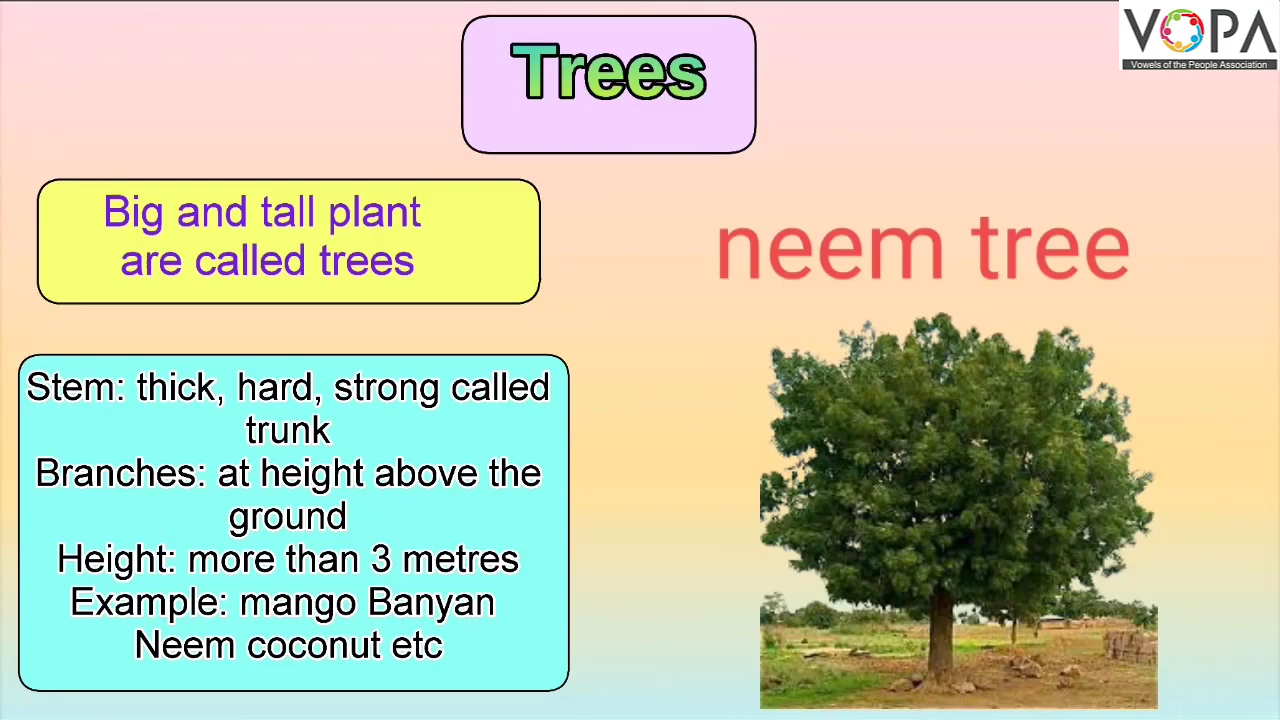 Trees
VOPA
Vowels of the People Association
Big and tall plant
are called trees
neem tree
Stem: thick, hard, strong called
trunk
Branches: at height above the
ground
Height: more than 3 metres
Example: mango Banyan
Neem coconut etc